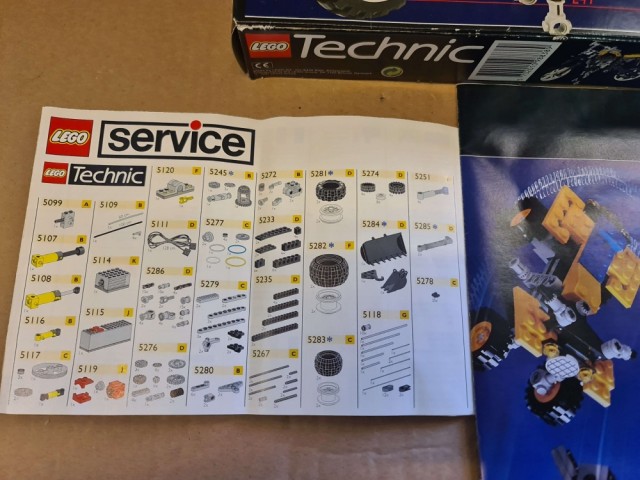 LEGO Technic
CE
LEGO service
LEGO Technic
5099 A
5109 B
5120 F
5245 B
5272 B
5281 D
5274 D
5251
5107 B
5111 D
5277 C
5233 D
5284 D
5285 D
5108 B
5114 K
5286 D
5279 C
5282 F
5278 C
5116 B
5115 J
5235 D
5118 G
5117 C
5119 J
5276 D
5280 B
5267 C
5283 C